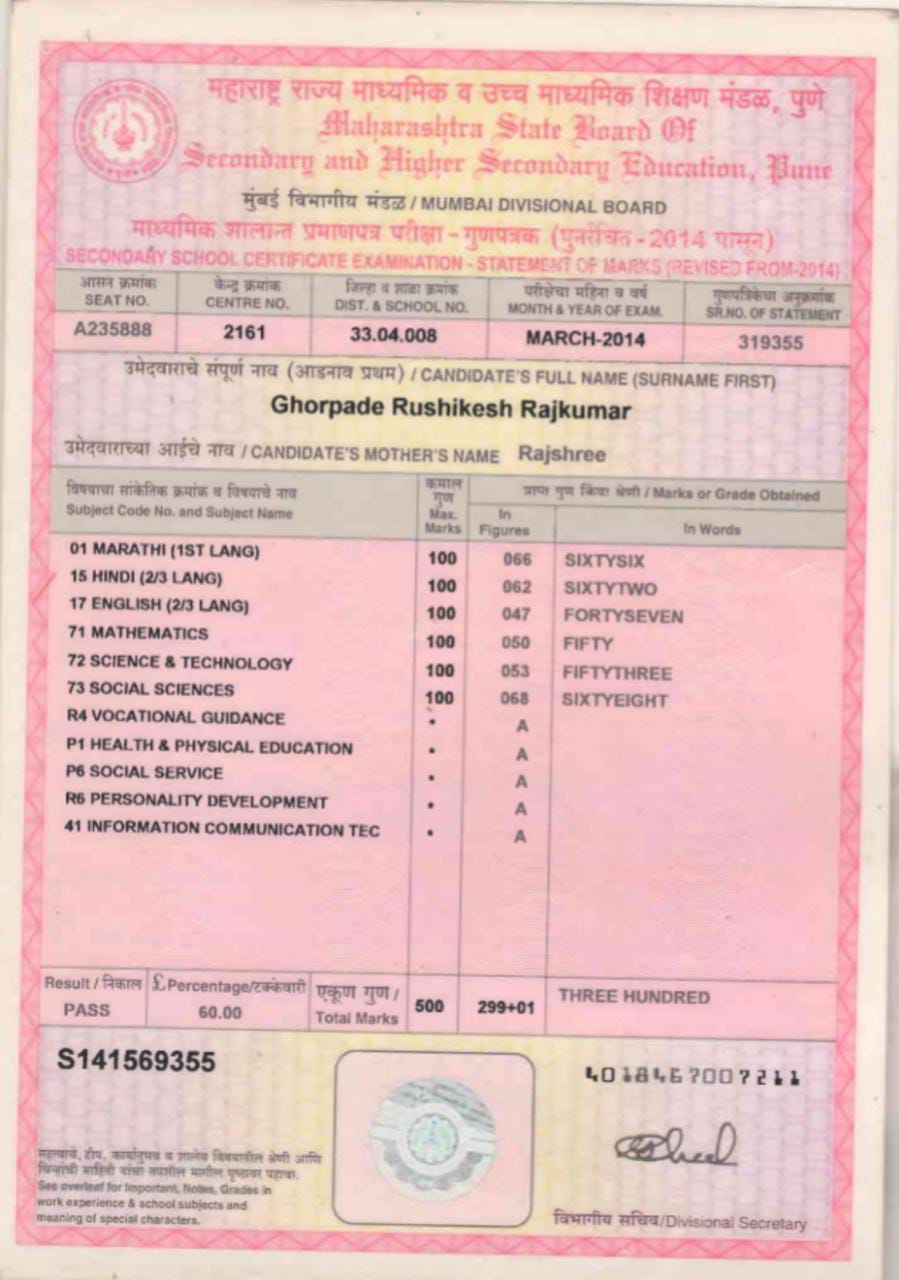 महाराष्ट्र राज्य माध्यमिक व उच्च माध्यमिक शिक्षण मंडळ, पुणे
Maharashtra State Board Of
Secondary and Higher Secondary Education, Pune
मुंबई विभागीय मंडळ / MUMBAI DIVISIONAL BOARD
माध्यमिक शालान्त प्रमाणपत्र परीक्षा - गुणपत्रक (पुनर्रचित - 2014 पासून)
SECONDARY SCHOOL CERTIFICATE EXAMINATION - STATEMENT OF MARKS (REVISED FROM-2014)
आसन क्रमांक केन्द्र क्रमांक जिल्हा व शाळा क्रमांक परीक्षेचा महिना व वर्ष गुणपत्रिकेचा अनुक्रमांक
SEAT NO. CENTRE NO. DIST. & SCHOOL NO. MONTH & YEAR OF EXAM. SR.NO. OF STATEMENT
A235888 2161 33.04.008 MARCH-2014 319355
उमेदवाराचे संपूर्ण नाव (आडनाव प्रथम) / CANDIDATE'S FULL NAME (SURNAME FIRST)
Ghorpade Rushikesh Rajkumar
उमेदवाराच्या आईचे नाव / CANDIDATE'S MOTHER'S NAME Rajshree
विषयाचा सांकेतिक क्रमांक व विषयाचे नाव
Subject Code No. and Subject Name
कमाल
गुण
Max.
Marks
प्राप्त गुण किंवा श्रेणी / Marks or Grade Obtained
In
Figures
In Words
01 MARATHI (1ST LANG) 100 066 SIXTYSIX
15 HINDI (2/3 LANG) 100 062 SIXTYTWO
17 ENGLISH (2/3 LANG) 100 047 FORTYSEVEN
71 MATHEMATICS 100 050 FIFTY
72 SCIENCE & TECHNOLOGY 100 053 FIFTYTHREE
73 SOCIAL SCIENCES 100 068 SIXTYEIGHT
R4 VOCATIONAL GUIDANCE • A
P1 HEALTH & PHYSICAL EDUCATION • A
P6 SOCIAL SERVICE • A
R6 PERSONALITY DEVELOPMENT • A
41 INFORMATION COMMUNICATION TEC • A
Result / निकाल £ Percentage/टक्केवारी एकूण गुण /
PASS 60.00 Total Marks 500 299+01 THREE HUNDRED
S141569355
4018467007211
महत्वाचे, टीप, कार्यानुभव व शालेय विषयातील श्रेणी आणि
चिन्हांची माहिती यांचा तपशील मागील पृष्ठावर पहावा.
See overleaf for Important, Notes, Grades in
work experience & school subjects and
meaning of special characters.
विभागीय सचिव/Divisional Secretary